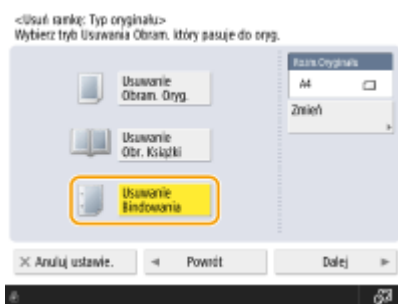 <Usuń ramkę: Typ oryginału>
Wybierz tryb Usuwania Obram. który pasuje do oryg.
Rozm.Oryginału
A4
Zmień
Usuwanie
Obram. Oryg.
Usuwanie
Obr. Książki
Usuwanie
Bindowania
Anuluj ustawie.
Powrót
Dalej